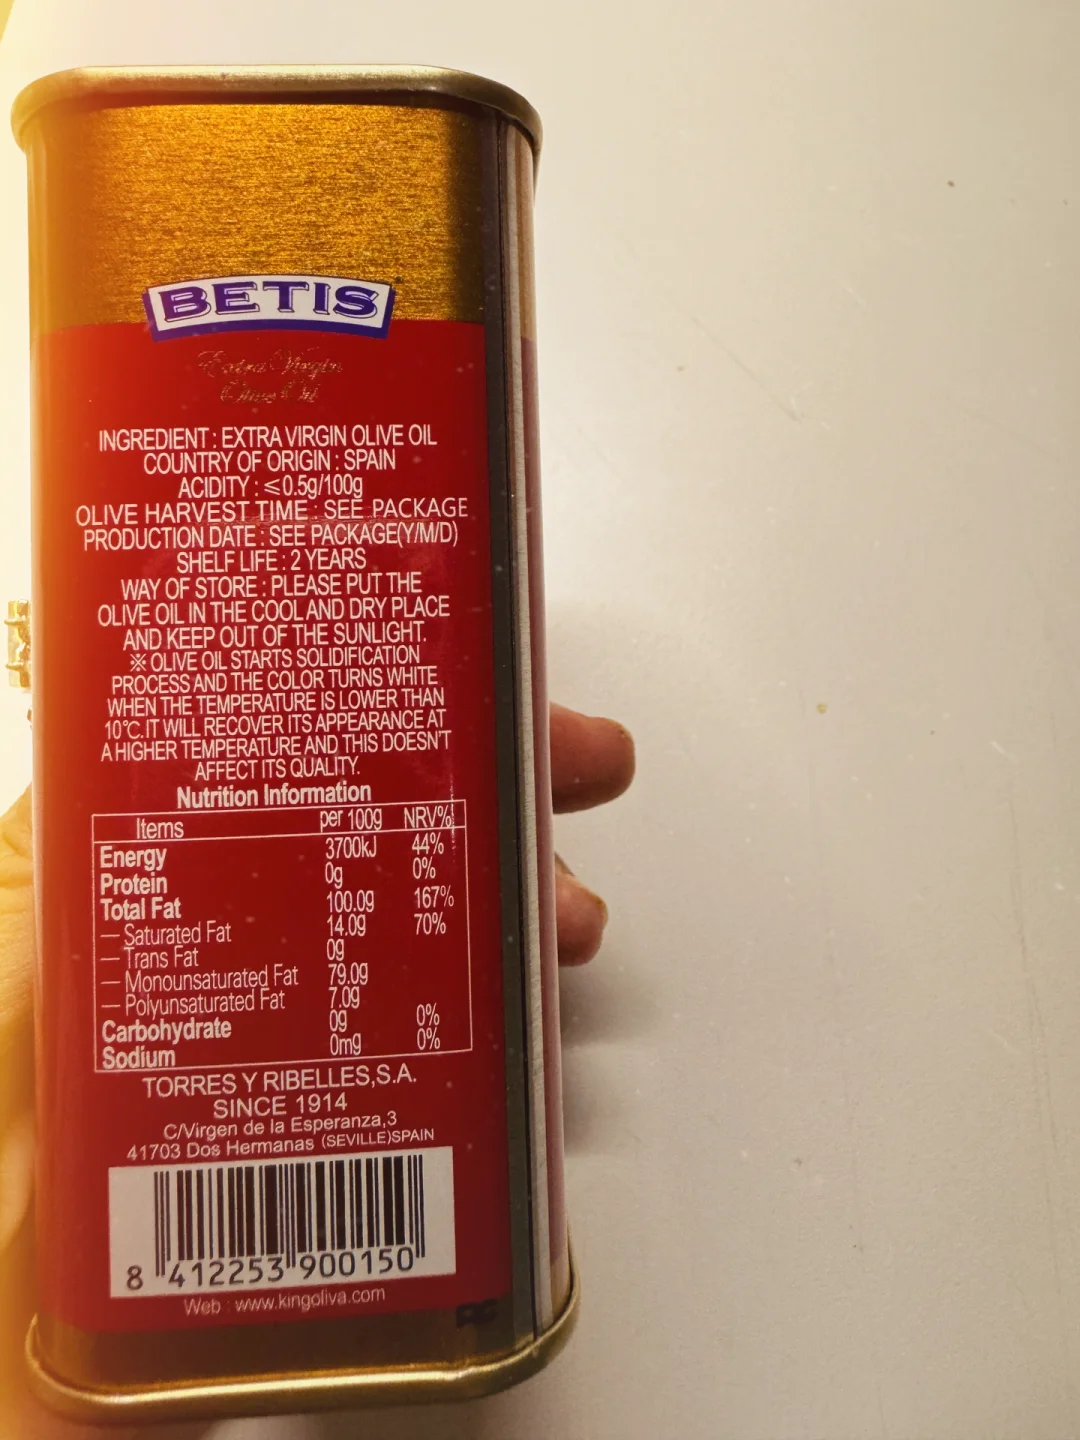 BETIS
Extra Virgin
Olive Oil
INGREDIENT : EXTRA VIRGIN OLIVE OIL
COUNTRY OF ORIGIN : SPAIN
ACIDITY : ≤0.5g/100g
OLIVE HARVEST TIME : SEE PACKAGE
PRODUCTION DATE : SEE PACKAGE(Y/M/D)
SHELF LIFE : 2 YEARS
WAY OF STORE : PLEASE PUT THE
OLIVE OIL IN THE COOL AND DRY PLACE
AND KEEP OUT OF THE SUNLIGHT.
※ OLIVE OIL STARTS SOLIDIFICATION
PROCESS AND THE COLOR TURNS WHITE
WHEN THE TEMPERATURE IS LOWER THAN
10℃.IT WILL RECOVER ITS APPEARANCE AT
A HIGHER TEMPERATURE AND THIS DOESN'T
AFFECT ITS QUALITY.
Nutrition Information
Items per 100g NRV%
Energy 3700kJ 44%
Protein 0g 0%
Total Fat 100.0g 167%
— Saturated Fat 14.0g 70%
— Trans Fat 0g
— Monounsaturated Fat 79.0g
— Polyunsaturated Fat 7.0g
Carbohydrate 0g 0%
Sodium 0mg 0%
TORRES Y RIBELLES,S.A.
SINCE 1914
C/Virgen de la Esperanza,3
41703 Dos Hermanas (SEVILLE)SPAIN
8 412253 900150
Web : www.kingoliva.com